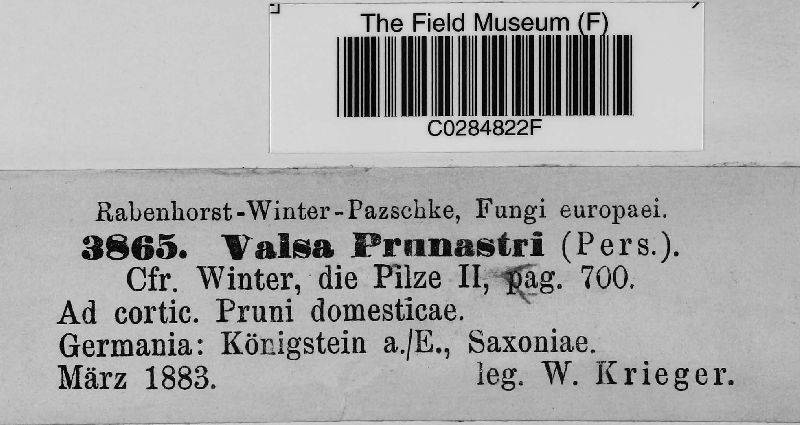 The Field Museum (F)
C0284822F
Rabenhorst-Winter-Pazschke, Fungi europaei.
3865. Valsa Prunastri (Pers.).
Cfr. Winter, die Pilze II, pag. 700.
Ad cortic. Pruni domesticae.
Germania: Königstein a./E., Saxoniae.
März 1883. leg. W. Krieger.